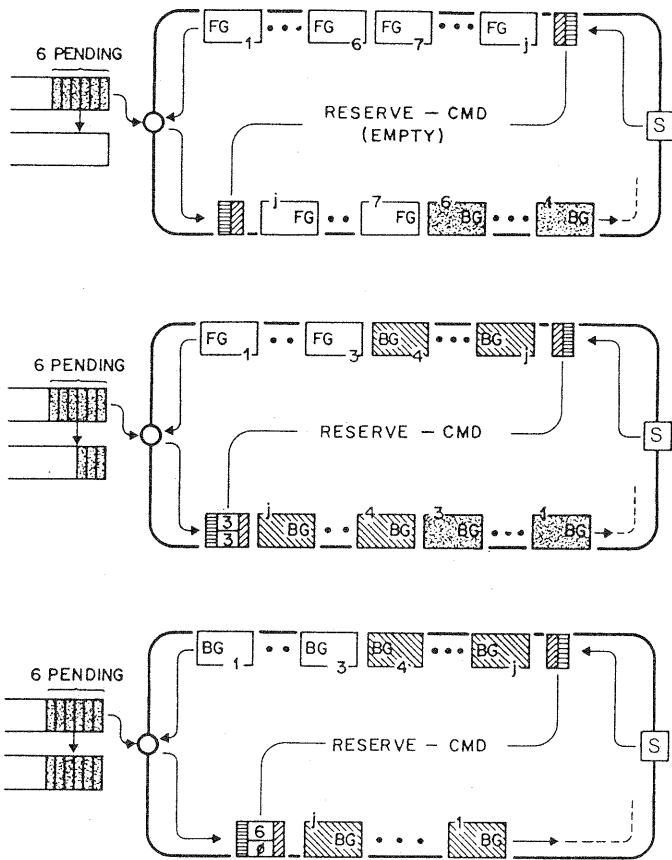 FG 1 ••• FG 6 FG 7 ••• FG j
6 PENDING
RESERVE – CMD
(EMPTY)
S
j FG •• 7 FG 6 BG ••• 1 BG
FG 1 •• FG 3 BG 4 ••• BG j
6 PENDING
RESERVE – CMD
S
3
3
j BG •• 4 BG 3 BG ••• 1 BG
BG 1 •• BG 3 BG 4 ••• BG j
6 PENDING
RESERVE – CMD
S
6
ø
j BG ••• 1 BG